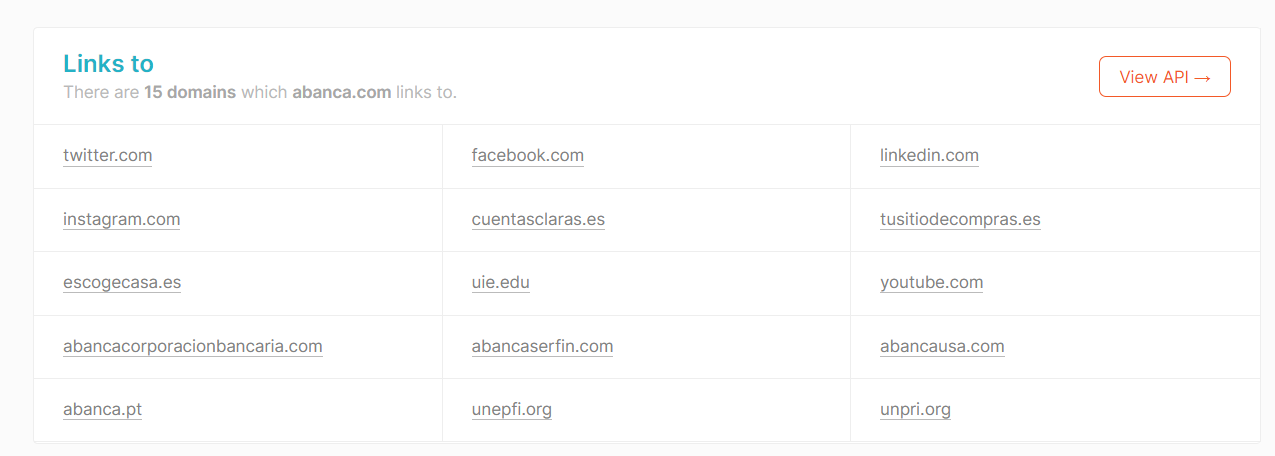 Links to
There are 15 domains which abanca.com links to.
View API →
twitter.com
facebook.com
linkedin.com
instagram.com
cuentasclaras.es
tusitiodecompras.es
escogecasa.es
uie.edu
youtube.com
abancacorporacionbancaria.com
abancaserfin.com
abancausa.com
abanca.pt
unepfi.org
unpri.org